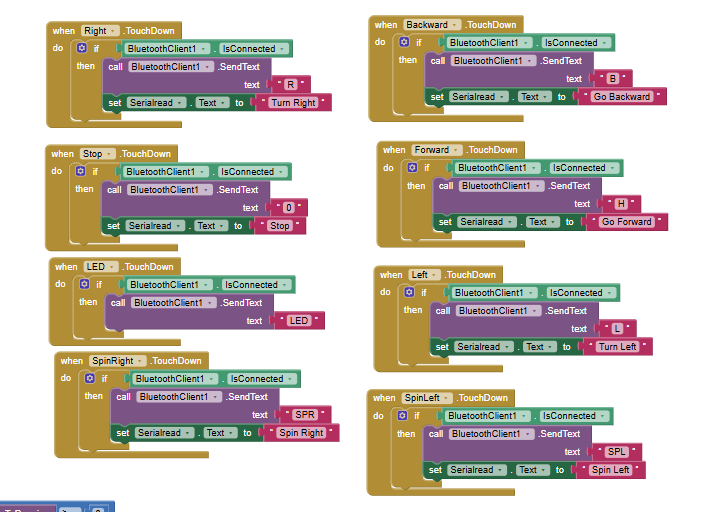 when Right .TouchDown
do if BluetoothClient1 . IsConnected
then call BluetoothClient1 .SendText
text " R "
set Serialread . Text to " Turn Right "
when Stop .TouchDown
do if BluetoothClient1 . IsConnected
then call BluetoothClient1 .SendText
text " 0 "
set Serialread . Text to " Stop "
when LED .TouchDown
do if BluetoothClient1 . IsConnected
then call BluetoothClient1 .SendText
text " LED "
when SpinRight .TouchDown
do if BluetoothClient1 . IsConnected
then call BluetoothClient1 .SendText
text " SPR "
set Serialread . Text to " Spin Right "
when Backward .TouchDown
do if BluetoothClient1 . IsConnected
then call BluetoothClient1 .SendText
text " B "
set Serialread . Text to " Go Backward "
when Forward .TouchDown
do if BluetoothClient1 . IsConnected
then call BluetoothClient1 .SendText
text " H "
set Serialread . Text to " Go Forward "
when Left .TouchDown
do if BluetoothClient1 . IsConnected
then call BluetoothClient1 .SendText
text " L "
set Serialread . Text to " Turn Left "
when SpinLeft .TouchDown
do if BluetoothClient1 . IsConnected
then call BluetoothClient1 .SendText
text " SPL "
set Serialread . Text to " Spin Left "